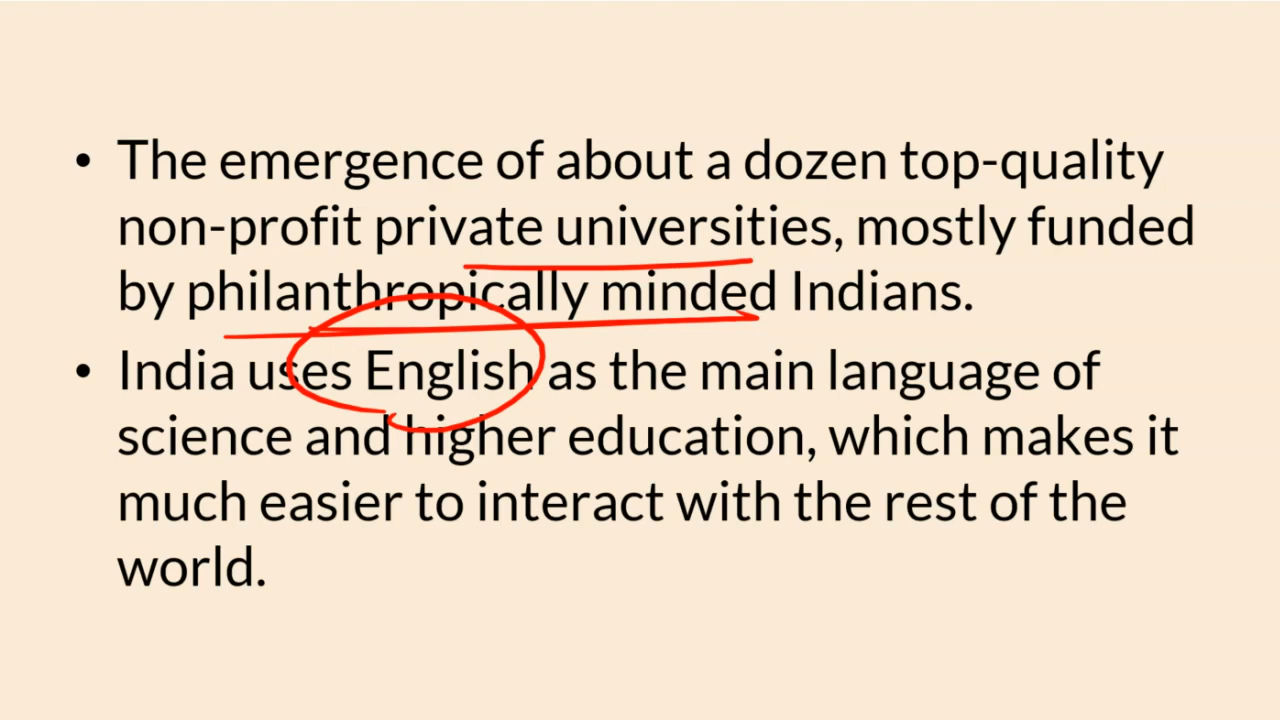 • The emergence of about a dozen top-quality
non-profit private universities, mostly funded
by philanthropically minded Indians.
• India uses English as the main language of
science and higher education, which makes it
much easier to interact with the rest of the
world.